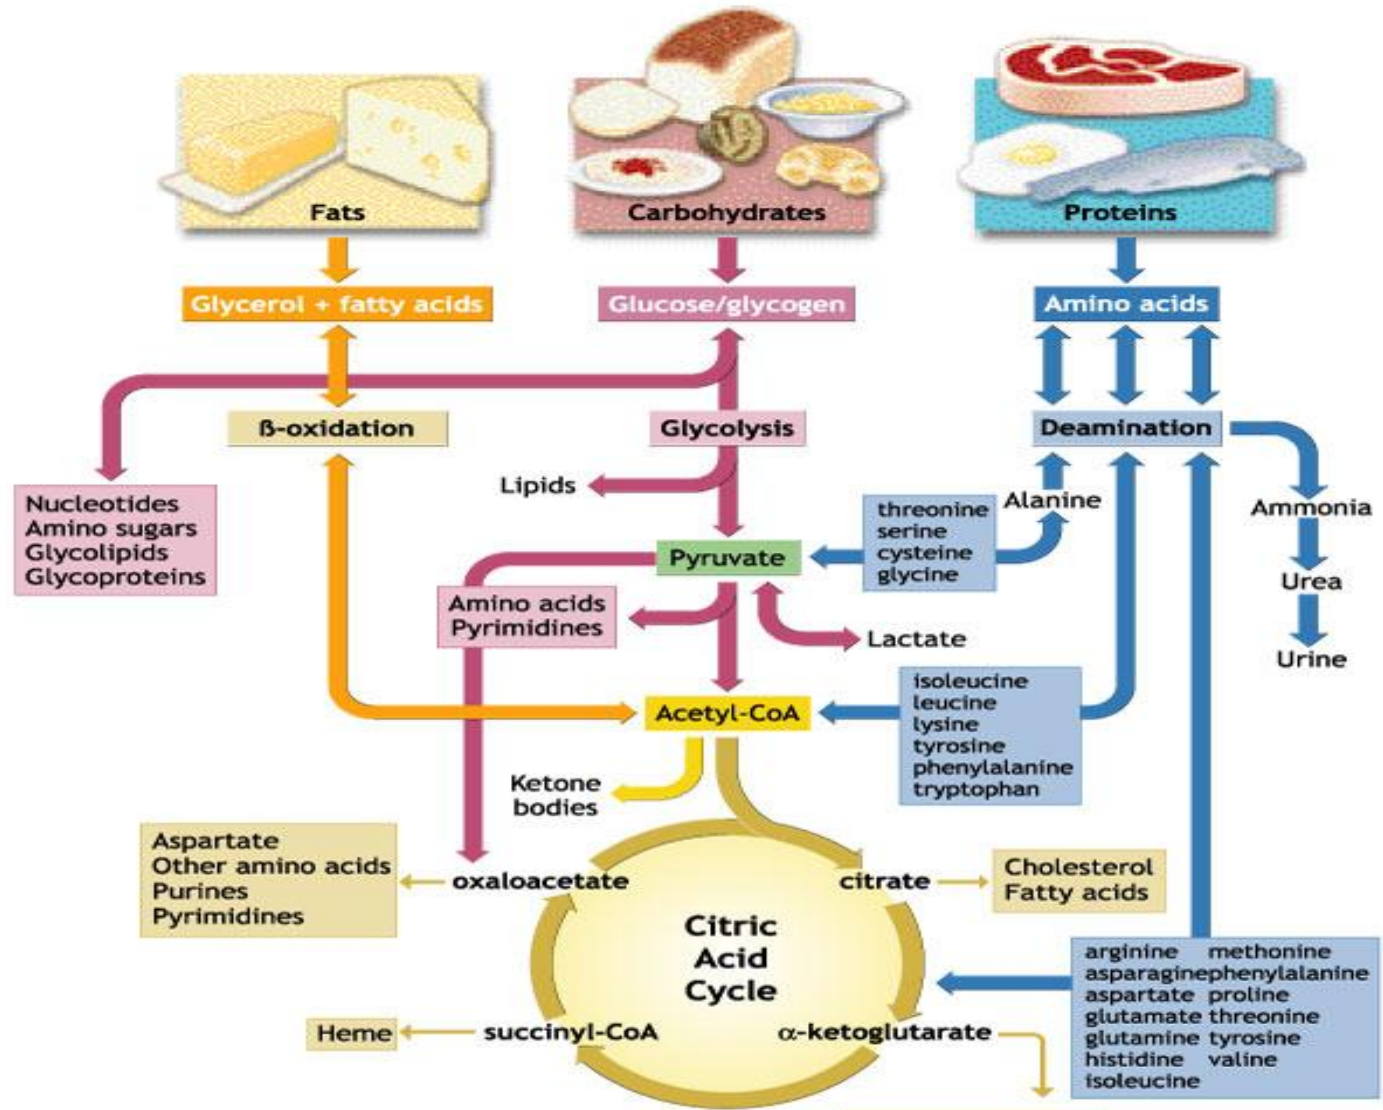 Fats
Carbohydrates
Proteins
Glycerol + fatty acids
Glucose/glycogen
Amino acids
ß-oxidation
Glycolysis
Deamination
Nucleotides
Amino sugars
Glycolipids
Glycoproteins
Lipids
threonine
serine
cysteine
glycine
Alanine
Ammonia
Urea
Urine
Pyruvate
Amino acids
Pyrimidines
Lactate
Acetyl-CoA
isoleucine
leucine
lysine
tyrosine
phenylalanine
tryptophan
Ketone
bodies
Aspartate
Other amino acids
Purines
Pyrimidines
oxaloacetate
citrate
Cholesterol
Fatty acids
Citric
Acid
Cycle
arginine methonine
asparaginephenylalanine
aspartate proline
glutamate threonine
glutamine tyrosine
histidine valine
isoleucine
Heme
succinyl-CoA
α-ketoglutarate